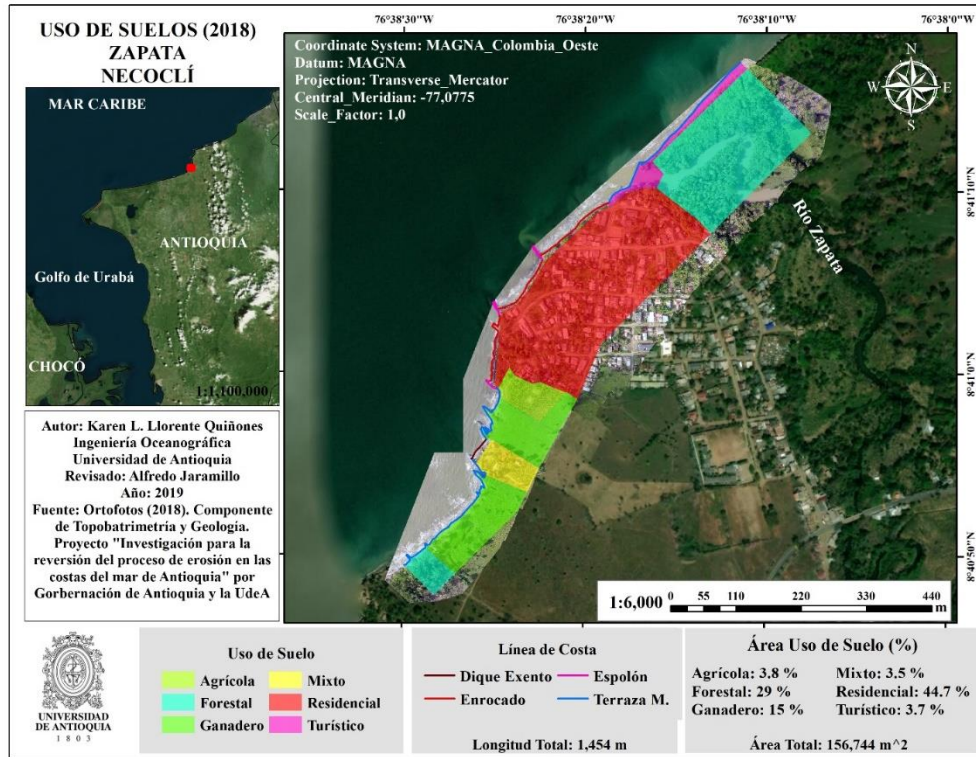 USO DE SUELOS (2018)
ZAPATA
NECOCLÍ
MAR CARIBE
ANTIOQUIA
Golfo de Urabá
CHOCÓ
1:1,100,000
Autor: Karen L. Llorente Quiñones
Ingeniería Oceanográfica
Universidad de Antioquia
Revisado: Alfredo Jaramillo
Año: 2019
Fuente: Ortofotos (2018). Componente
de Topobatrimetría y Geología.
Proyecto "Investigación para la
reversión del proceso de erosión en las
costas del mar de Antioquia" por
Gorbernación de Antioquia y la UdeA
76°38'30"W
76°38'20"W
76°38'10"W
76°38'0"W
Coordinate System: MAGNA_Colombia_Oeste
Datum: MAGNA
Projection: Transverse_Mercator
Central_Meridian: -77,0775
Scale_Factor: 1,0
N
W
E
S
Río Zapata
8°41'10"N
8°41'0"N
8°40'50"N
1:6,000
0 55 110 220 330 440
m
UNIVERSIDAD
DE ANTIOQUIA
1803
Uso de Suelo
Agrícola
Mixto
Forestal
Residencial
Ganadero
Turístico
Línea de Costa
Dique Exento
Espolón
Enrocado
Terraza M.
Longitud Total: 1,454 m
Área Uso de Suelo (%)
Agrícola: 3.8 %
Mixto: 3.5 %
Forestal: 29 %
Residencial: 44.7 %
Ganadero: 15 %
Turístico: 3.7 %
Área Total: 156,744 m^2